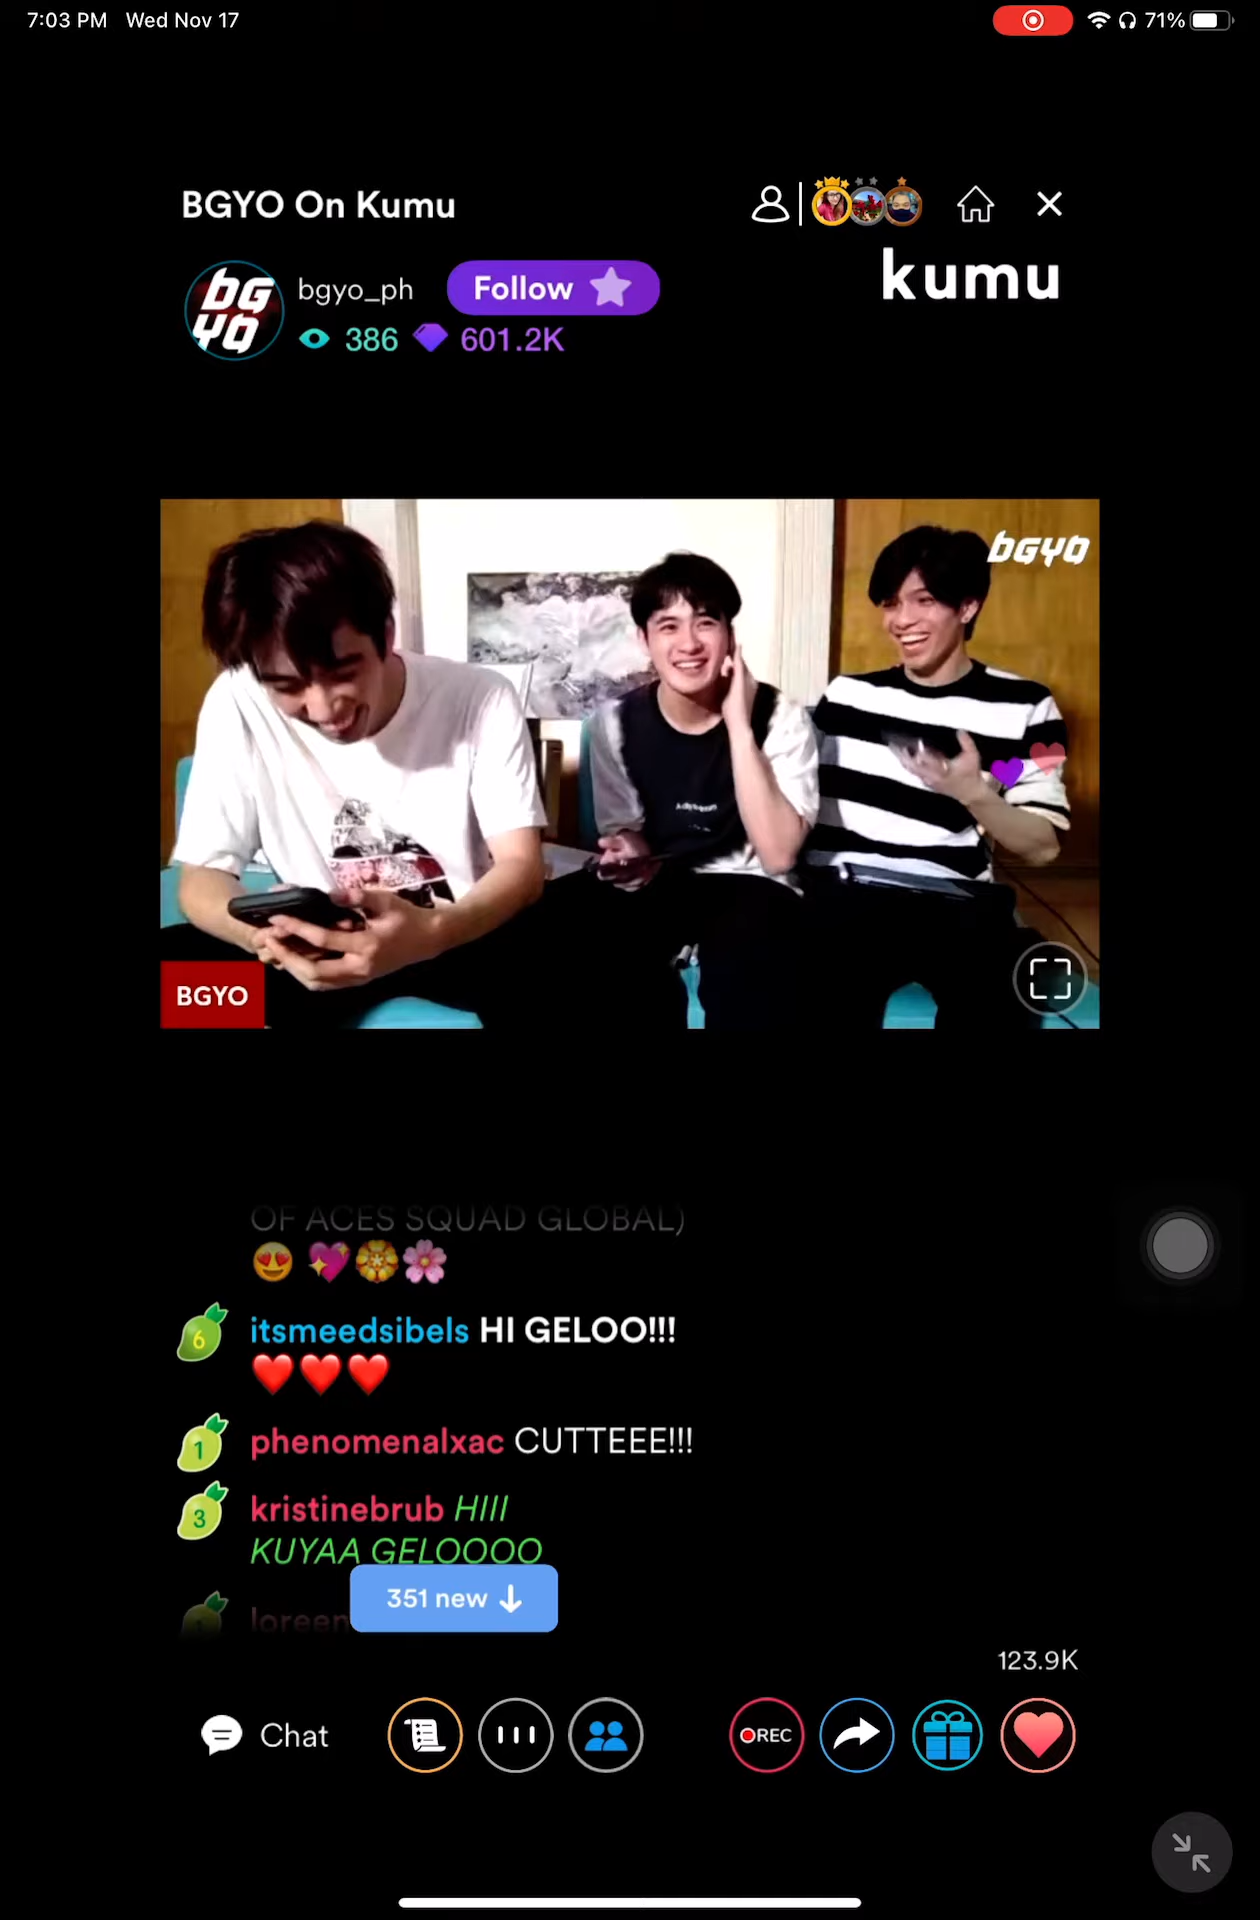 7:03 PM Wed Nov 17
71%
BGYO On Kumu
kumu
bgyo_ph
Follow
386
601.2K
BGYO
BGYO
BGYO
OF ACES SQUAD GLOBAL)
😍 💖🏵️🌸
6 itsmeedsibels HI GELOO!!!
❤️❤️❤️
1 phenomenalxac CUTTEEE!!!
3 kristinebrub HIII
KUYAA GELOOOO
loreen
351 new ↓
123.9K
Chat
REC